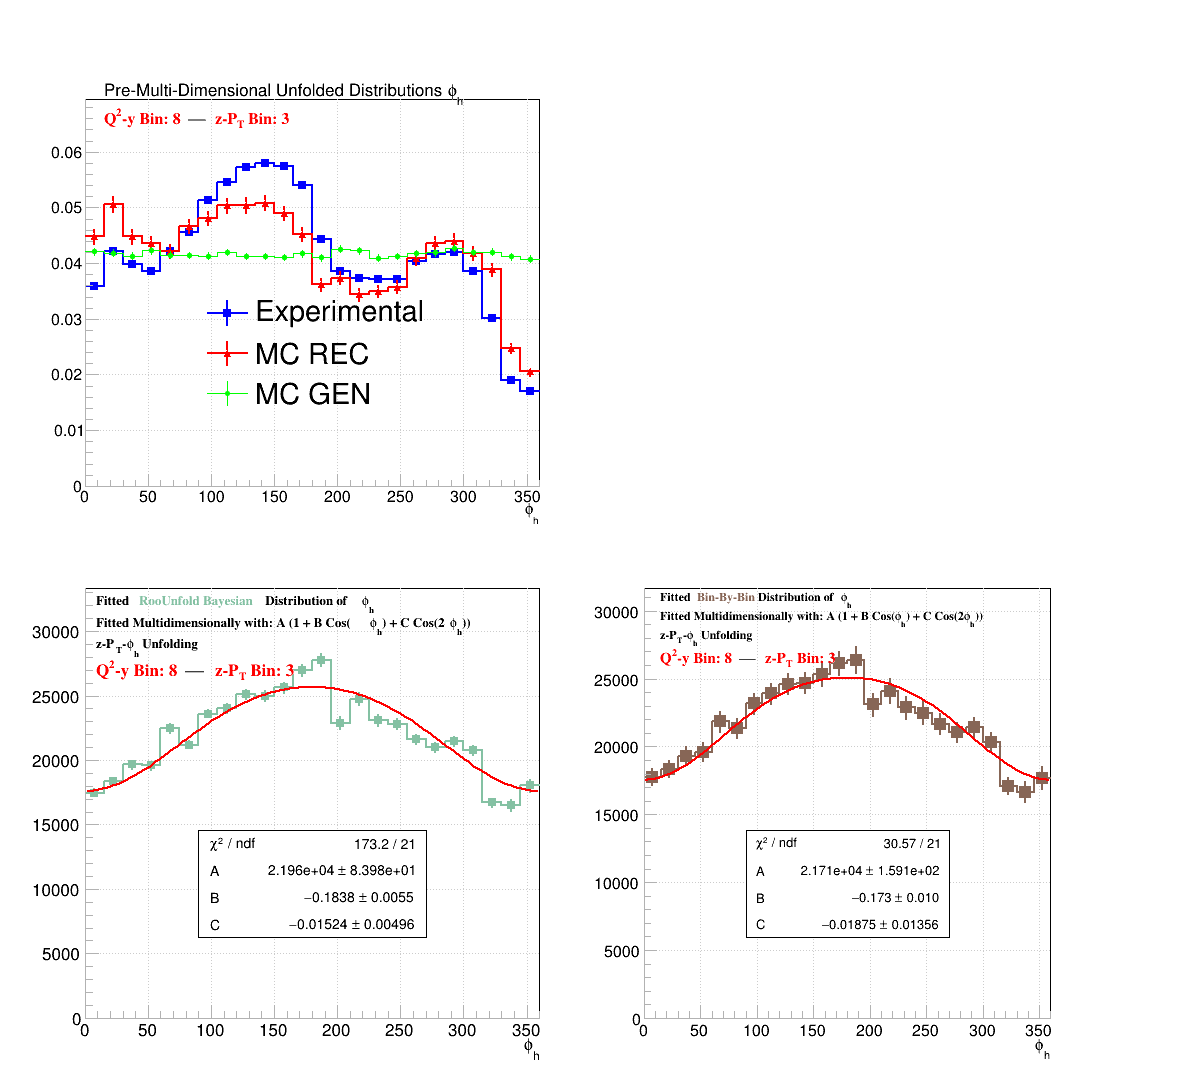 Pre-Multi-Dimensional Unfolded Distributions ϕh
Q2-y Bin: 8 — z-PT Bin: 3
0.06
0.05
0.04
0.03
0.02
0.01
0
Experimental
MC REC
MC GEN
0 50 100 150 200 250 300 350
ϕh
Fitted RooUnfold Bayesian Distribution of ϕh
Fitted Multidimensionally with: A (1 + B Cos( ϕh) + C Cos(2 ϕh))
z-PT-ϕh Unfolding
Q2-y Bin: 8 — z-PT Bin: 3
30000
25000
20000
15000
10000
5000
0
χ2 / ndf 173.2 / 21
A 2.196e+04 ± 8.398e+01
B −0.1838 ± 0.0055
C −0.01524 ± 0.00496
0 50 100 150 200 250 300 350
ϕh
Fitted Bin-By-Bin Distribution of ϕh
Fitted Multidimensionally with: A (1 + B Cos(ϕh) + C Cos(2ϕh))
z-PT-ϕh Unfolding
Q2-y Bin: 8 — z-PT Bin: 3
30000
25000
20000
15000
10000
5000
0
χ2 / ndf 30.57 / 21
A 2.171e+04 ± 1.591e+02
B −0.173 ± 0.010
C −0.01875 ± 0.01356
0 50 100 150 200 250 300 350
ϕh